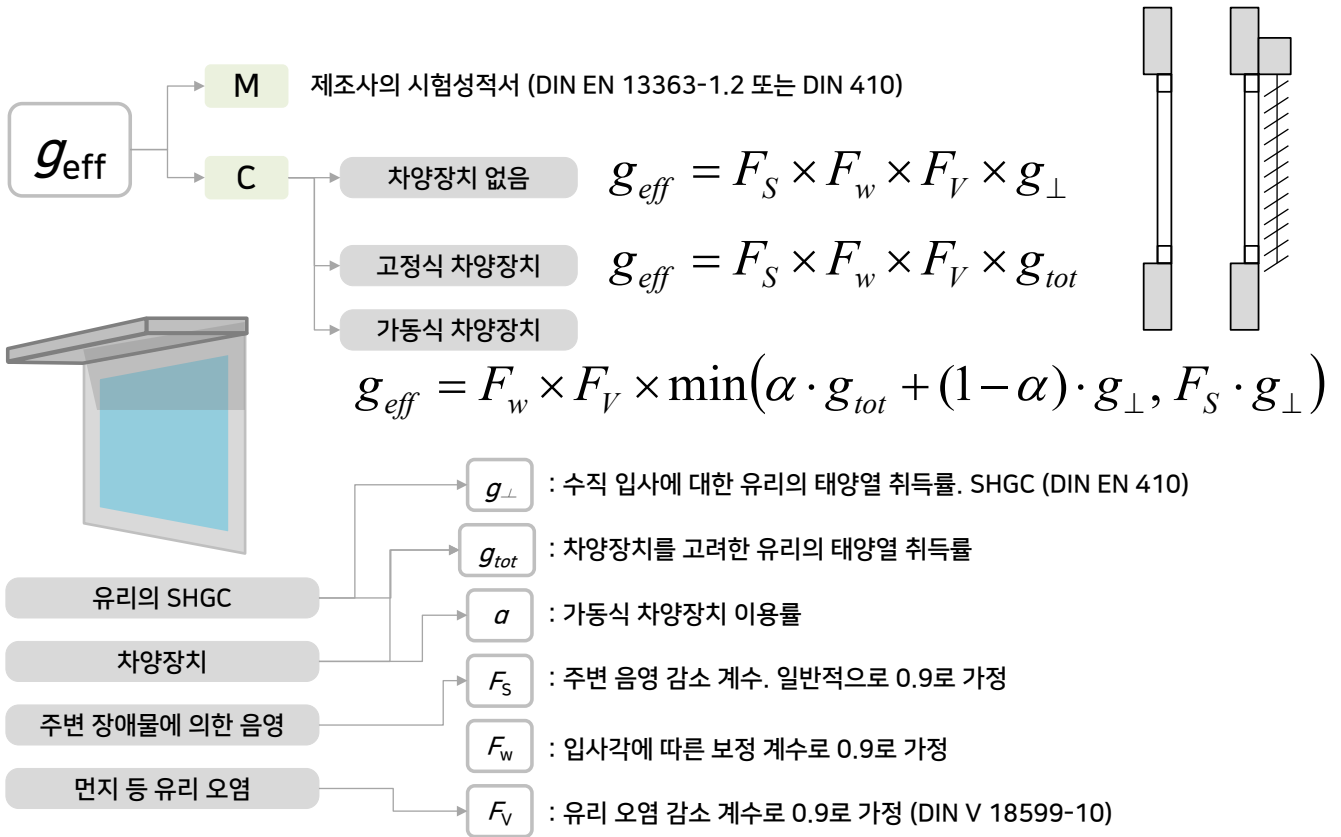 g_eff
M 제조사의 시험성적서 (DIN EN 13363-1.2 또는 DIN 410)
C 차양장치 없음 g_eff = F_S × F_w × F_V × g_⊥
고정식 차양장치 g_eff = F_S × F_w × F_V × g_tot
가동식 차양장치
g_eff = F_w × F_V × min(α · g_tot + (1−α) · g_⊥, F_S · g_⊥)
g_⊥ : 수직 입사에 대한 유리의 태양열 취득률. SHGC (DIN EN 410)
g_tot : 차양장치를 고려한 유리의 태양열 취득률
유리의 SHGC
a : 가동식 차양장치 이용률
차양장치
F_S : 주변 음영 감소 계수. 일반적으로 0.9로 가정
주변 장애물에 의한 음영
F_w : 입사각에 따른 보정 계수로 0.9로 가정
먼지 등 유리 오염
F_V : 유리 오염 감소 계수로 0.9로 가정 (DIN V 18599-10)